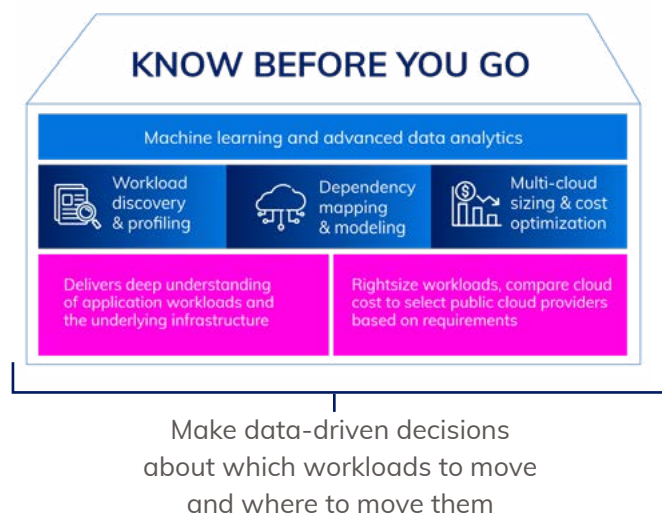 KNOW BEFORE YOU GO
Machine learning and advanced data analytics
Workload
discovery
& profiling
Dependency
mapping
& modeling
Multi-cloud
sizing & cost
optimization
Delivers deep understanding
of application workloads and
the underlying infrastructure
Rightsize workloads, compare cloud
cost to select public cloud providers
based on requirements
Make data-driven decisions
about which workloads to move
and where to move them